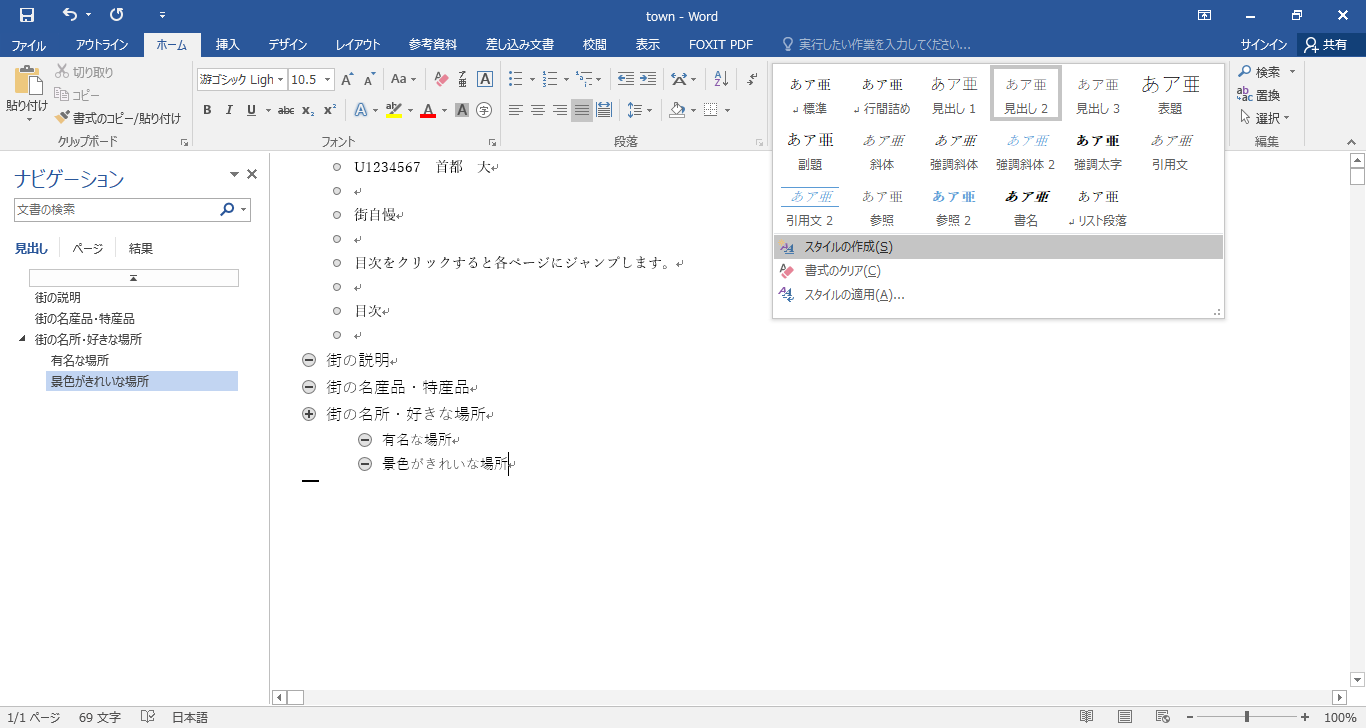 town - Word
ファイル アウトライン ホーム 挿入 デザイン レイアウト 参考資料 差し込み文書 校閲 表示 FOXIT PDF 実行したい作業を入力してください... サインイン 共有
貼り付け
切り取り
コピー
書式のコピー/貼り付け
クリップボード
游ゴシック Ligh 10.5
フォント
段落
あア亜 あア亜 あア亜 あア亜 あア亜 あア亜
標準 行間詰め 見出し 1 見出し 2 見出し 3 表題
あア亜 あア亜 あア亜 あア亜 あア亜 あア亜
副題 斜体 強調斜体 強調斜体 2 強調太字 引用文
あア亜 あア亜 あア亜 あア亜 あア亜
引用文 2 参照 参照 2 書名 リスト段落
スタイルの作成(S)
書式のクリア(C)
スタイルの適用(A)...
検索
置換
選択
編集
ナビゲーション
文書の検索
見出し ページ 結果
街の説明
街の名産品・特産品
街の名所・好きな場所
有名な場所
景色がきれいな場所
U1234567 首都 大
街自慢
目次をクリックすると各ページにジャンプします。
目次
街の説明
街の名産品・特産品
街の名所・好きな場所
有名な場所
景色がきれいな場所
1/1 ページ 69 文字 日本語 100%